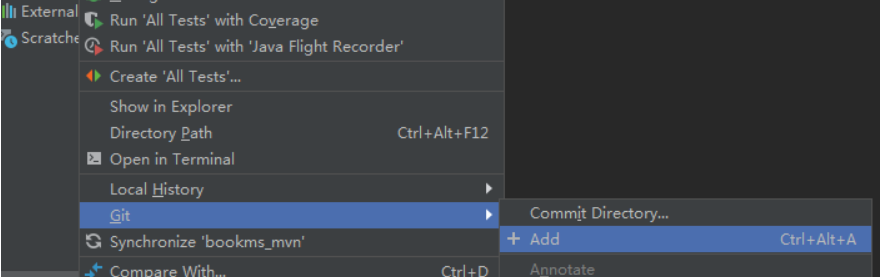 External
Scratche
Run 'All Tests' with Coverage
Run 'All Tests' with 'Java Flight Recorder'
Create 'All Tests'...
Show in Explorer
Directory Path Ctrl+Alt+F12
Open in Terminal
Local History
Git
Synchronize 'bookms_mvn'
Compare With... Ctrl+D
Commit Directory...
Add Ctrl+Alt+A
Annotate